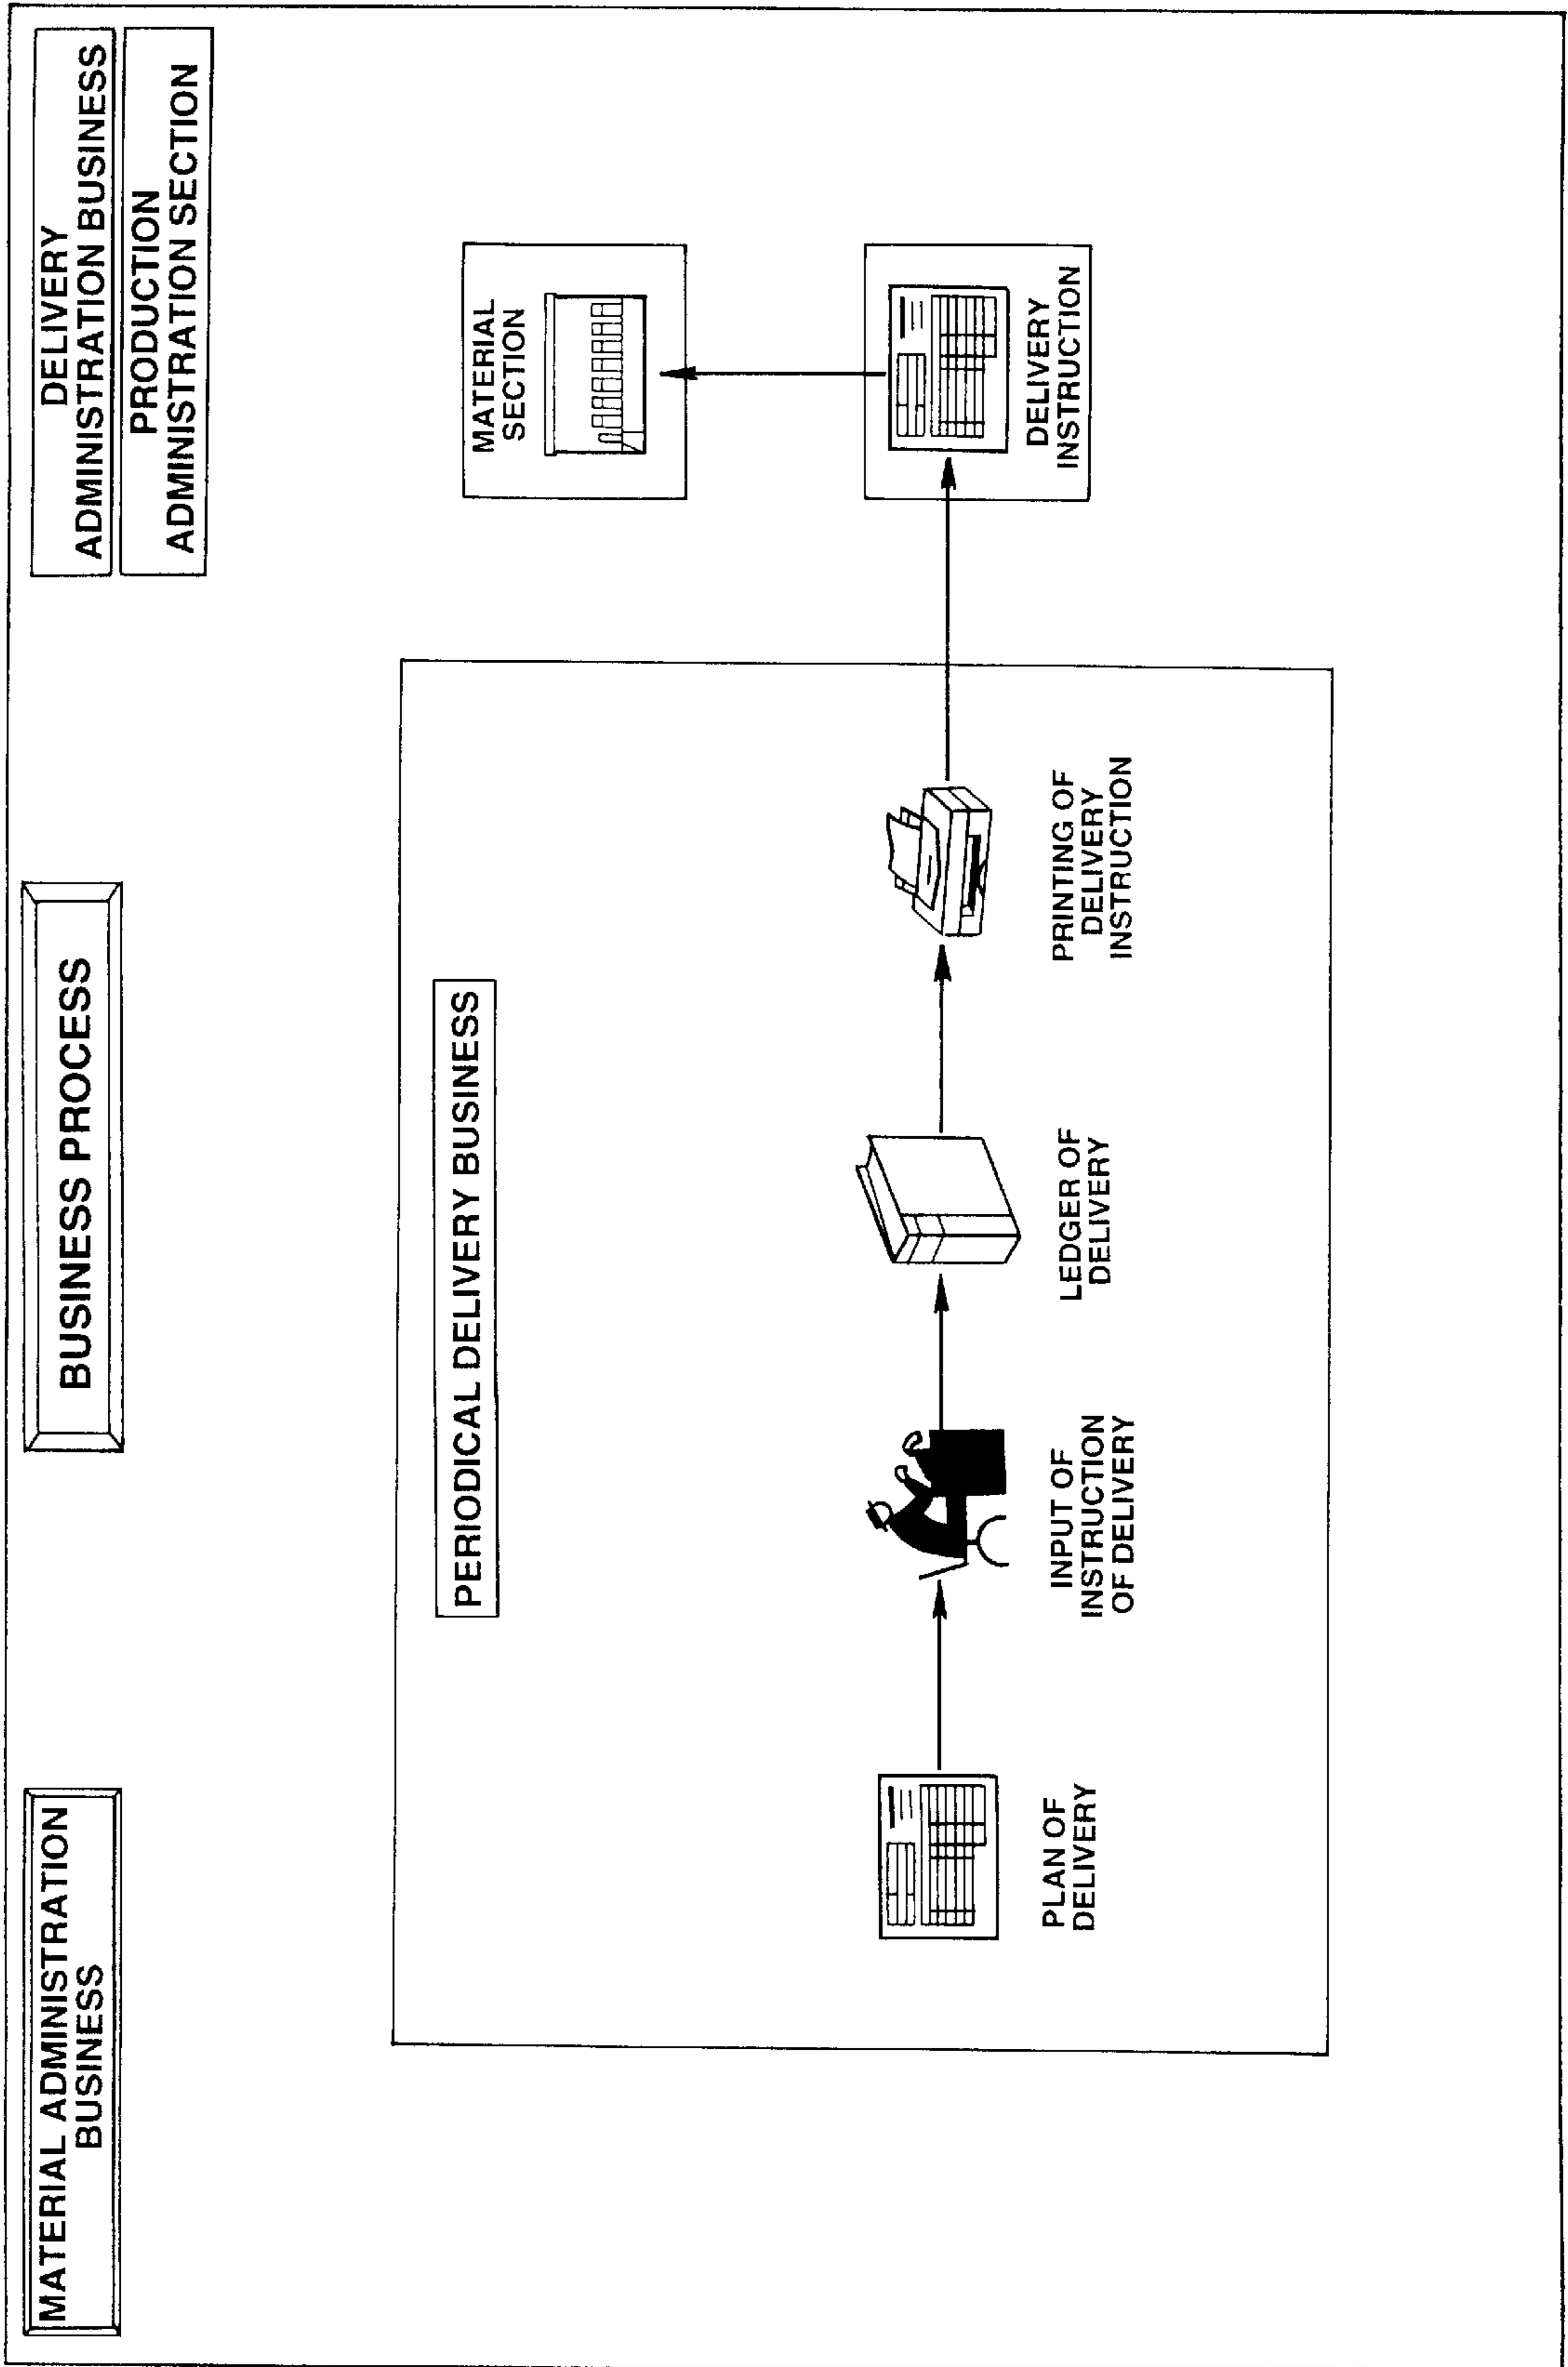 MATERIAL ADMINISTRATION
BUSINESS
BUSINESS PROCESS
DELIVERY
ADMINISTRATION BUSINESS
PRODUCTION
ADMINISTRATION SECTION
PERIODICAL DELIVERY BUSINESS
MATERIAL
SECTION
PLAN OF
DELIVERY
INPUT OF
INSTRUCTION
OF DELIVERY
LEDGER OF
DELIVERY
PRINTING OF
DELIVERY
INSTRUCTION
DELIVERY
INSTRUCTION